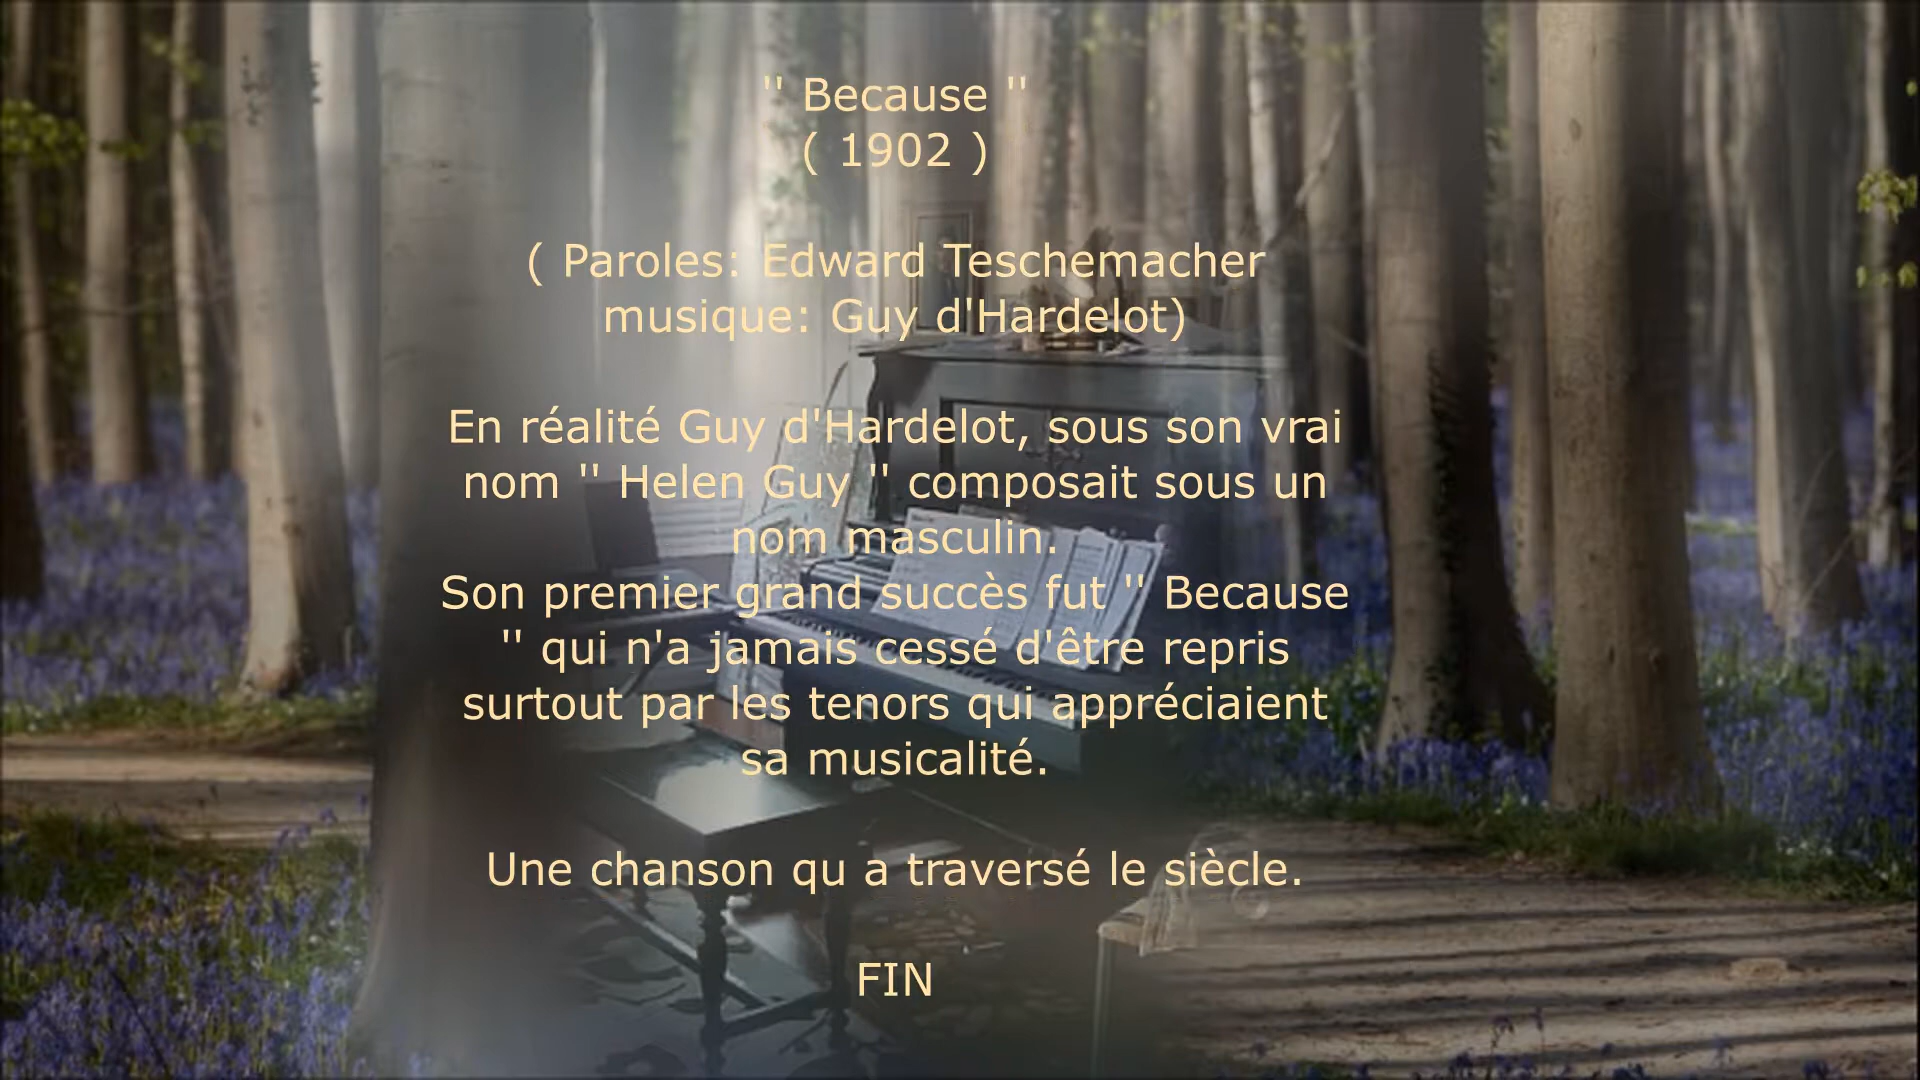 '' Because ''
( 1902 )
( Paroles: Edward Teschemacher
musique: Guy d'Hardelot)
En réalité Guy d'Hardelot, sous son vrai
nom '' Helen Guy '' composait sous un
nom masculin.
Son premier grand succès fut '' Because
'' qui n'a jamais cessé d'être repris
surtout par les tenors qui appréciaient
sa musicalité.
Une chanson qu a traversé le siècle.
FIN